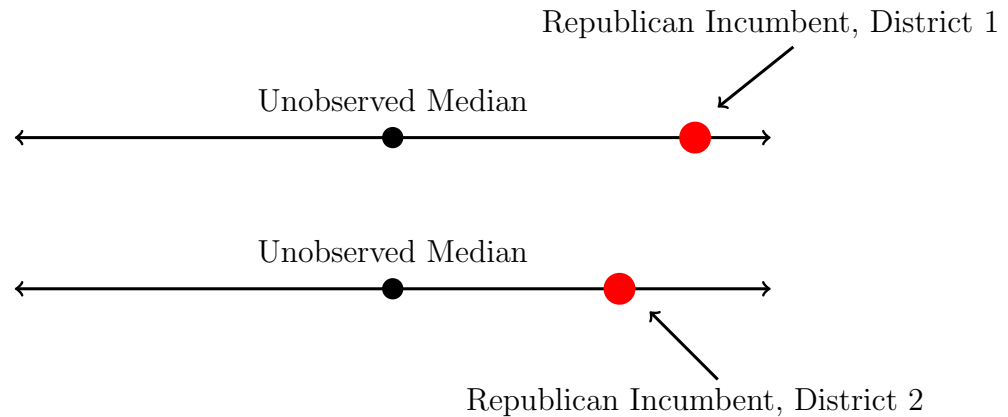 Republican Incumbent, District 1
Unobserved Median
Unobserved Median
Republican Incumbent, District 2